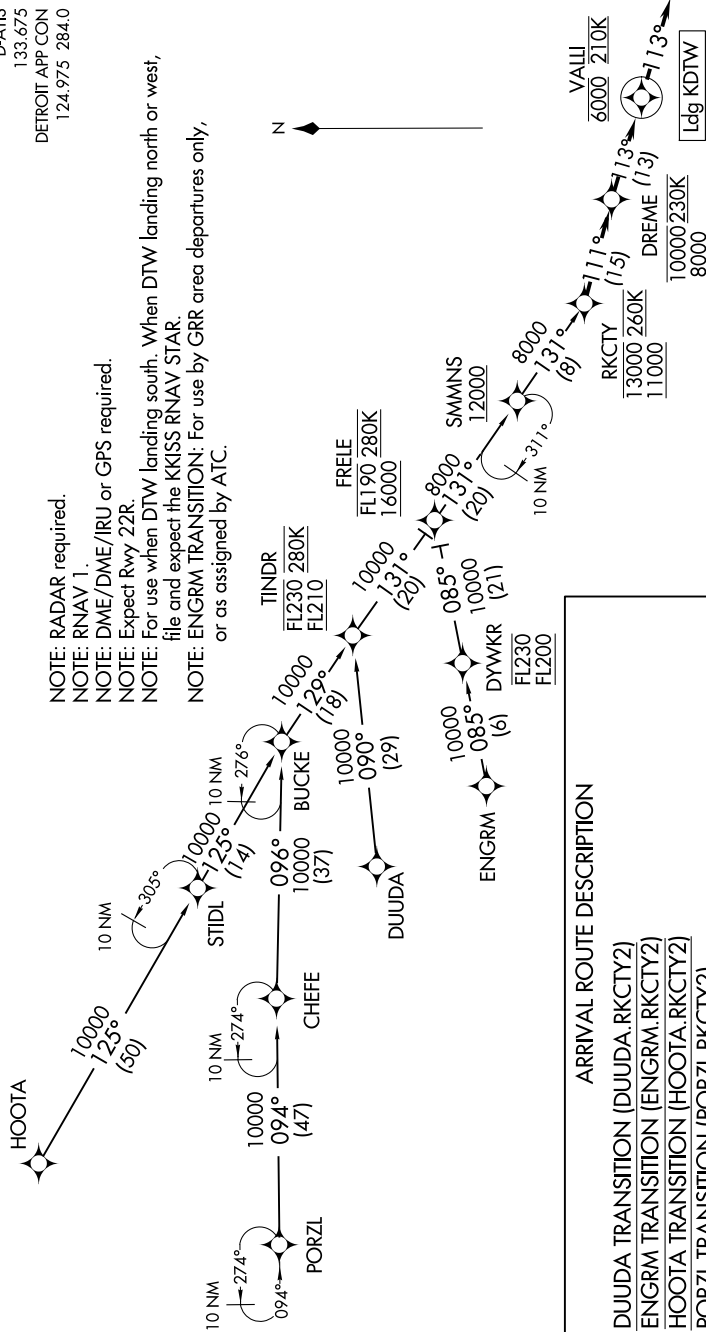 D-ATIS
133.675
DETROIT APP CON
124.975 284.0
NOTE: RADAR required.
NOTE: RNAV 1.
NOTE: DME/DME/IRU or GPS required.
NOTE: Expect Rwy 22R.
NOTE: For use when DTW landing south. When DTW landing north or west,
file and expect the KKISS RNAV STAR.
NOTE: ENGRM TRANSITION: For use by GRR area departures only,
or as assigned by ATC.
N
HOOTA
10000
125°
(50)
10 NM
305°
STIDL
10000
125°
(14)
10 NM
276°
BUCKE
10000
129°
(18)
10 NM
274°
094°
PORZL
10000
094°
(47)
10 NM
274°
CHEFE
096°
10000
(37)
TINDR
FL230 280K
FL210
DUUDA
10000
090°
(29)
10000
131°
(20)
FRELE
FL190 280K
16000
ENGRM
10000
085°
(6)
DYWKR
FL230
FL200
085°
10000
(21)
8000
131°
(20)
SMMNS
12000
10 NM
311°
8000
131°
(8)
RKCTY
13000 260K
11000
111°
(15)
DREME
10000 230K
8000
113°
(13)
VALLI
6000 210K
113°
Ldg KDTW
ARRIVAL ROUTE DESCRIPTION
DUUDA TRANSITION (DUUDA.RKCTY2)
ENGRM TRANSITION (ENGRM.RKCTY2)
HOOTA TRANSITION (HOOTA.RKCTY2)
PORZL TRANSITION (PORZL.RKCTY2)